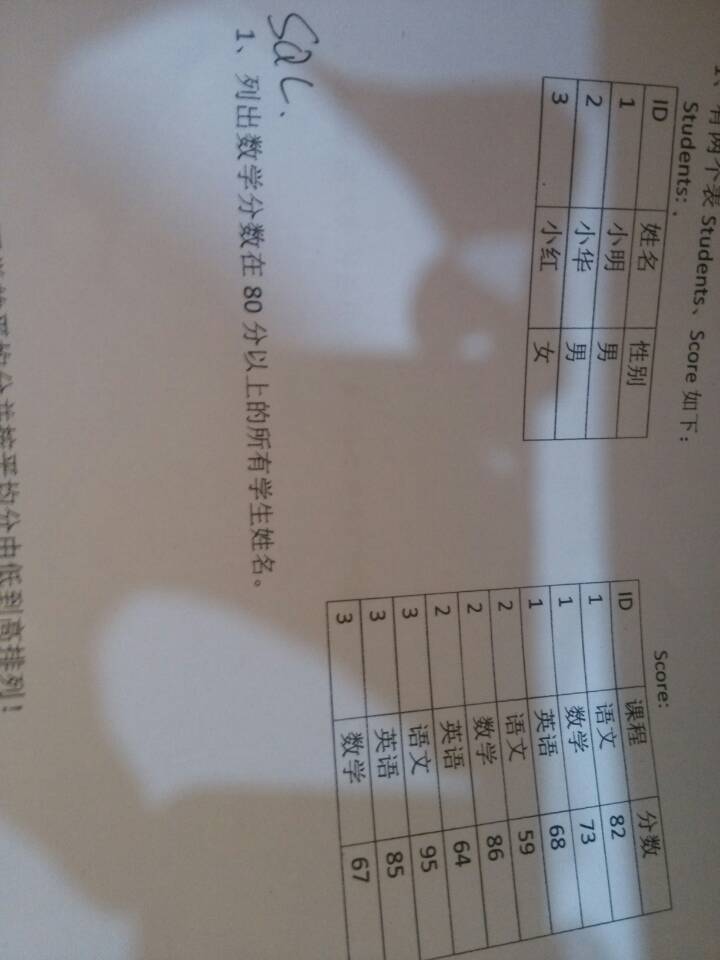 1、有两个表 Students、Score 如下：
Students:
ID 姓名 性别
1 小明 男
2 小华 男
3 小红 女
Score:
ID 课程 分数
1 语文 82
1 数学 73
1 英语 68
2 语文 59
2 数学 86
2 英语 64
3 语文 95
3 英语 85
3 数学 67
SQL、
1、列出数学分数在 80 分以上的所有学生姓名。
平均分并按平均分由低到高排列！